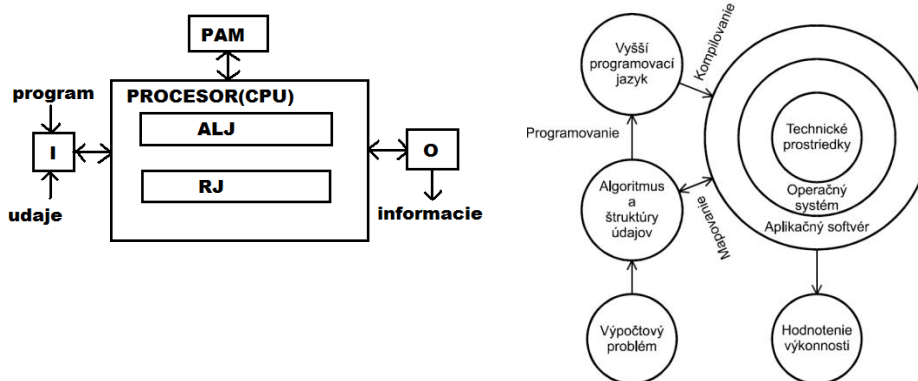 PAM
program
PROCESOR(CPU)
ALJ
I
O
RJ
udaje
informacie
Vyšší
programovací
jazyk
Kompilovanie
Programovanie
Technické
prostriedky
Algoritmus
a
štruktúry
údajov
Mapovanie
Operačný
systém
Aplikačný softvér
Výpočtový
problém
Hodnotenie
výkonnosti